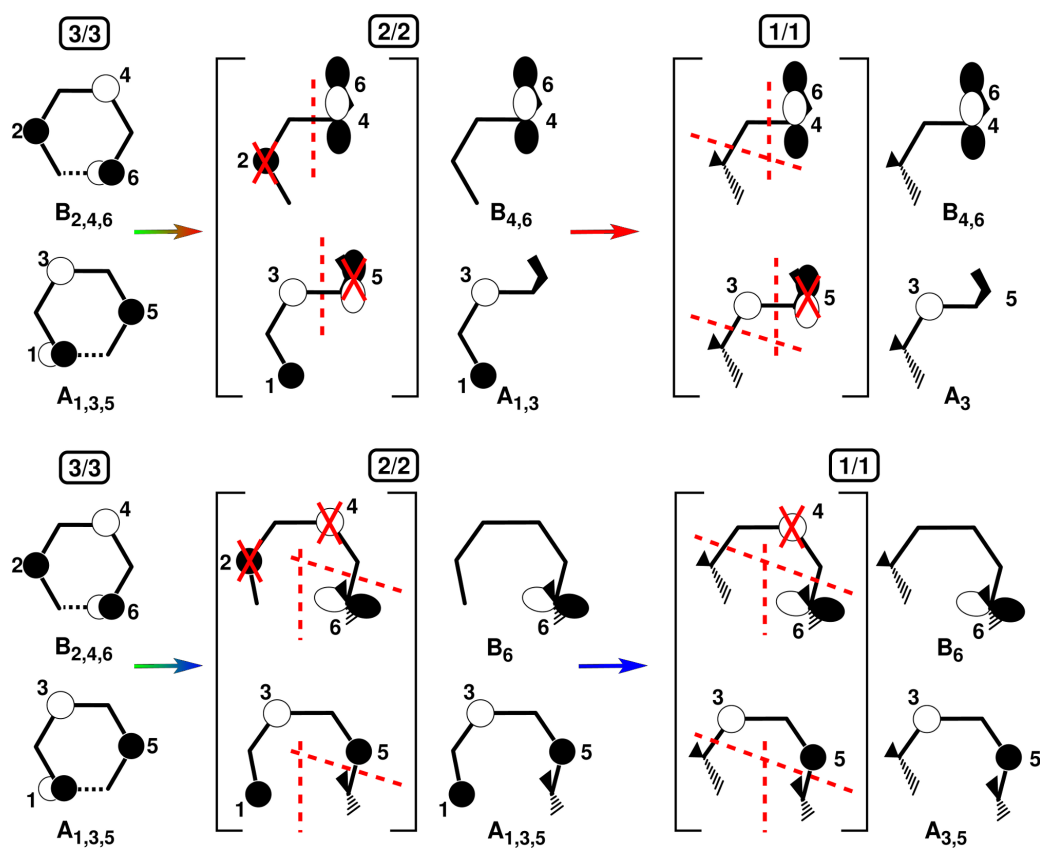 3/3 2/2 1/1
4 6 6 6
2 4 4 4 4
2
6
B2,4,6 B4,6 B4,6
3 3 5 3 3 5 3 5
5
1 1 1
A1,3,5 A1,3 A3
3/3 2/2 1/1
4 4 4
2 2
6 6 6
B2,4,6 B6 B6
3 3 3 3 3
5 5 5 5 5
1 1 1
A1,3,5 A1,3,5 A3,5